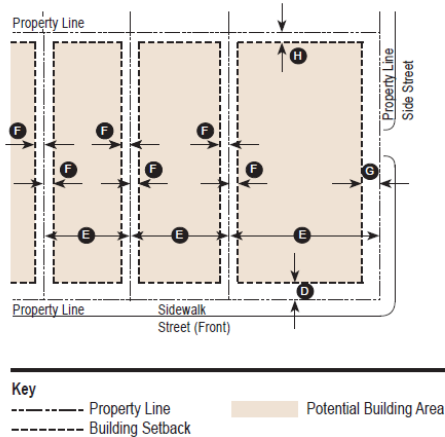 Property Line
H
Property Line
Side Street
F F F
F F F G
E E E
D
Property Line Sidewalk
Street (Front)
Key
Property Line
Building Setback
Potential Building Area